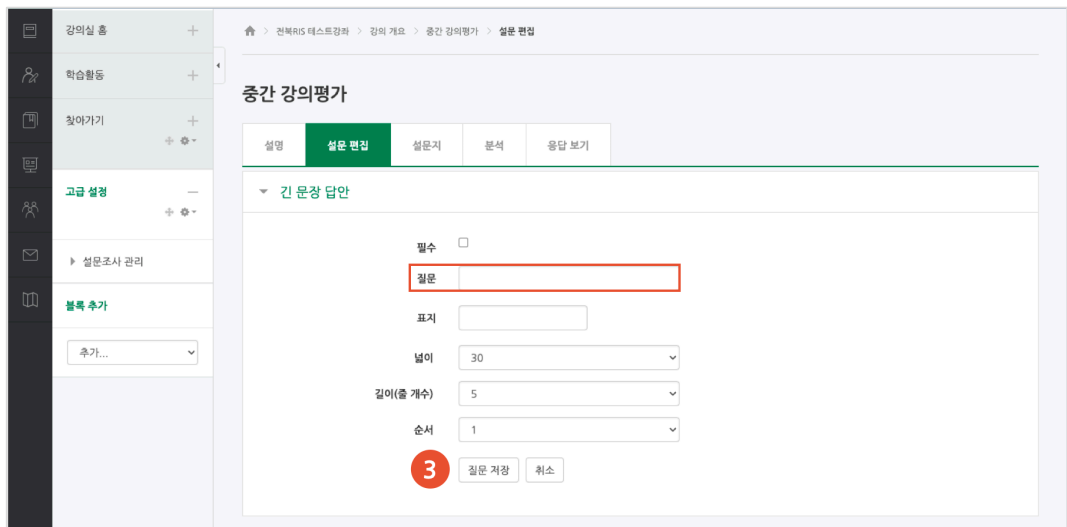 강의실 홈
학습활동
찾아가기
고급 설정
설문조사 관리
블록 추가
추가...
전북RIS 테스트강좌 > 강의 개요 > 중간 강의평가 > 설문 편집
중간 강의평가
설명 설문 편집 설문지 분석 응답 보기
긴 문장 답안
필수
질문
표지
넓이 30
길이(줄 개수) 5
순서 1
3 질문 저장 취소